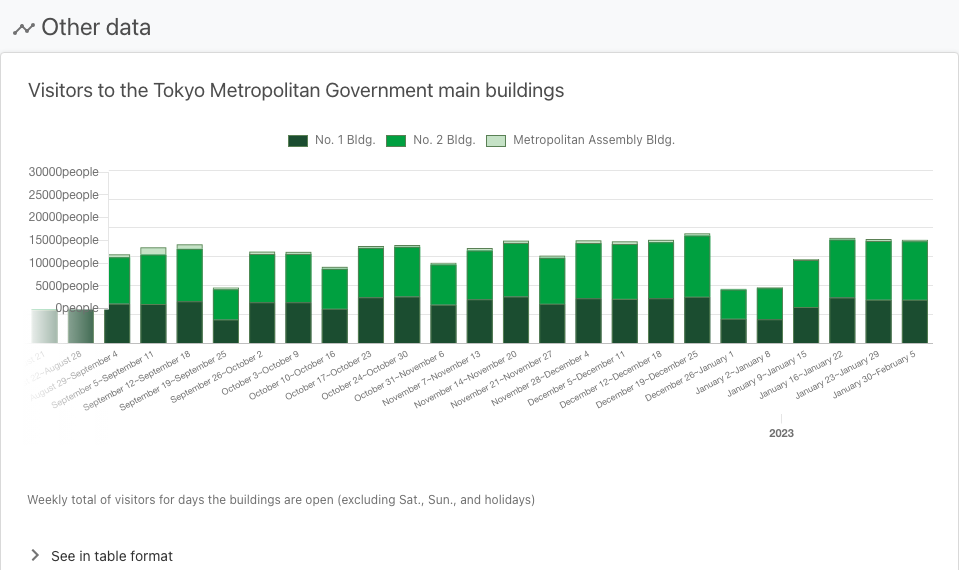 Other data
Visitors to the Tokyo Metropolitan Government main buildings
No. 1 Bldg. No. 2 Bldg. Metropolitan Assembly Bldg.
30000people
25000people
20000people
15000people
10000people
5000people
0people
August 29~September 4
September 5~September 11
September 12~September 18
September 19~September 25
September 26~October 2
October 3~October 9
October 10~October 16
October 17~October 23
October 24~October 30
October 31~November 6
November 7~November 13
November 14~November 20
November 21~November 27
November 28~December 4
December 5~December 11
December 12~December 18
December 19~December 25
December 26~January 1
January 2~January 8
January 9~January 15
January 16~January 22
January 23~January 29
January 30~February 5
2023
Weekly total of visitors for days the buildings are open (excluding Sat., Sun., and holidays)
See in table format